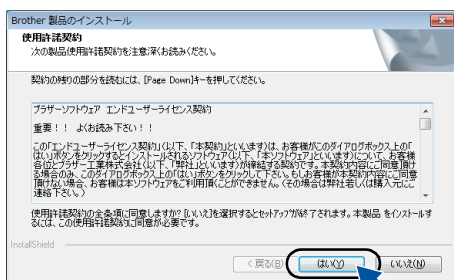 Brother 製品のインストール
使用許諾契約
次の製品使用許諾契約を注意深くお読みください。
契約の残りの部分を読むには、[Page Down]キーを押してください。
ブラザーソフトウェア エンドユーザーライセンス契約
重要！！ よくお読み下さい！！
この「エンドユーザーライセンス契約」(以下、「本契約」といいます)は、お客様がこのダイアログボックス上の「
はい」ボタンをクリックするとインストールされるソフトウェア(以下、「本ソフトウェア」といいます)について、お客様
各位とブラザー工業株式会社(以下、「弊社」といいます)が締結する契約です。本契約内容にご同意頂け
る場合のみ、このダイアログボックス上の「はい」ボタンをクリックして下さい。もしお客様が本契約内容にご同意
頂けない場合、お客様は本ソフトウェアをご利用頂くことができません。(その場合は弊社若しくは購入元にご
連絡下さい。)
使用許諾契約の全条項に同意しますか? [いいえ]を選択するとセットアップが終了されます。本製品 をインストールす
るには、この使用許諾契約に同意が必要です。
InstallShield
< 戻る(B)
はい(Y)
いいえ(N)